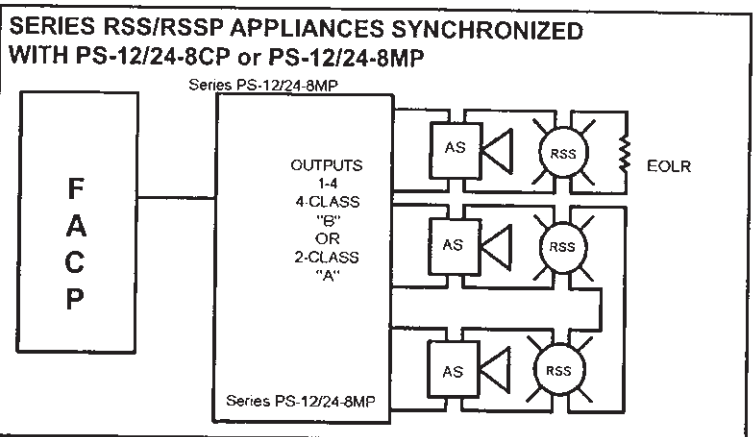 SERIES RSS/RSSP APPLIANCES SYNCHRONIZED
WITH PS-12/24-8CP or PS-12/24-8MP
Series PS-12/24-8MP
F
A
C
P
OUTPUTS
1-4
4-CLASS
"B"
OR
2-CLASS
"A"
Series PS-12/24-8MP
AS
RSS
EOLR
AS
RSS
AS
RSS